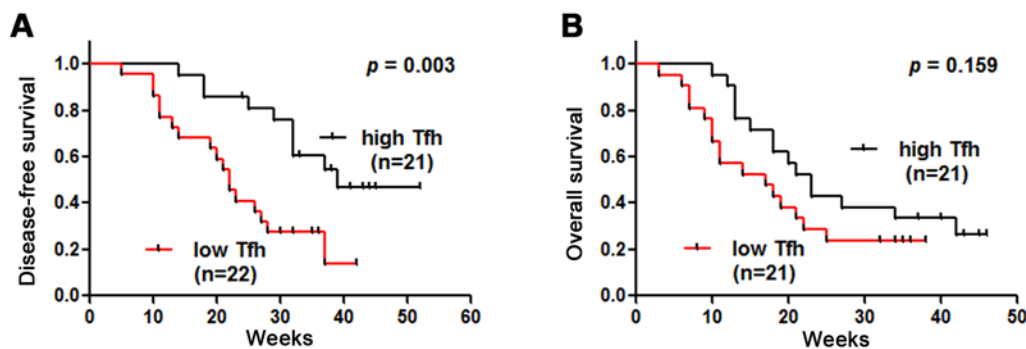 A
Disease-free survival
1.0
0.8
0.6
0.4
0.2
0.0
p = 0.003
high Tfh
(n=21)
low Tfh
(n=22)
0 10 20 30 40 50 60
Weeks
B
Overall survival
1.0
0.8
0.6
0.4
0.2
0.0
p = 0.159
high Tfh
(n=21)
low Tfh
(n=21)
0 10 20 30 40 50
Weeks